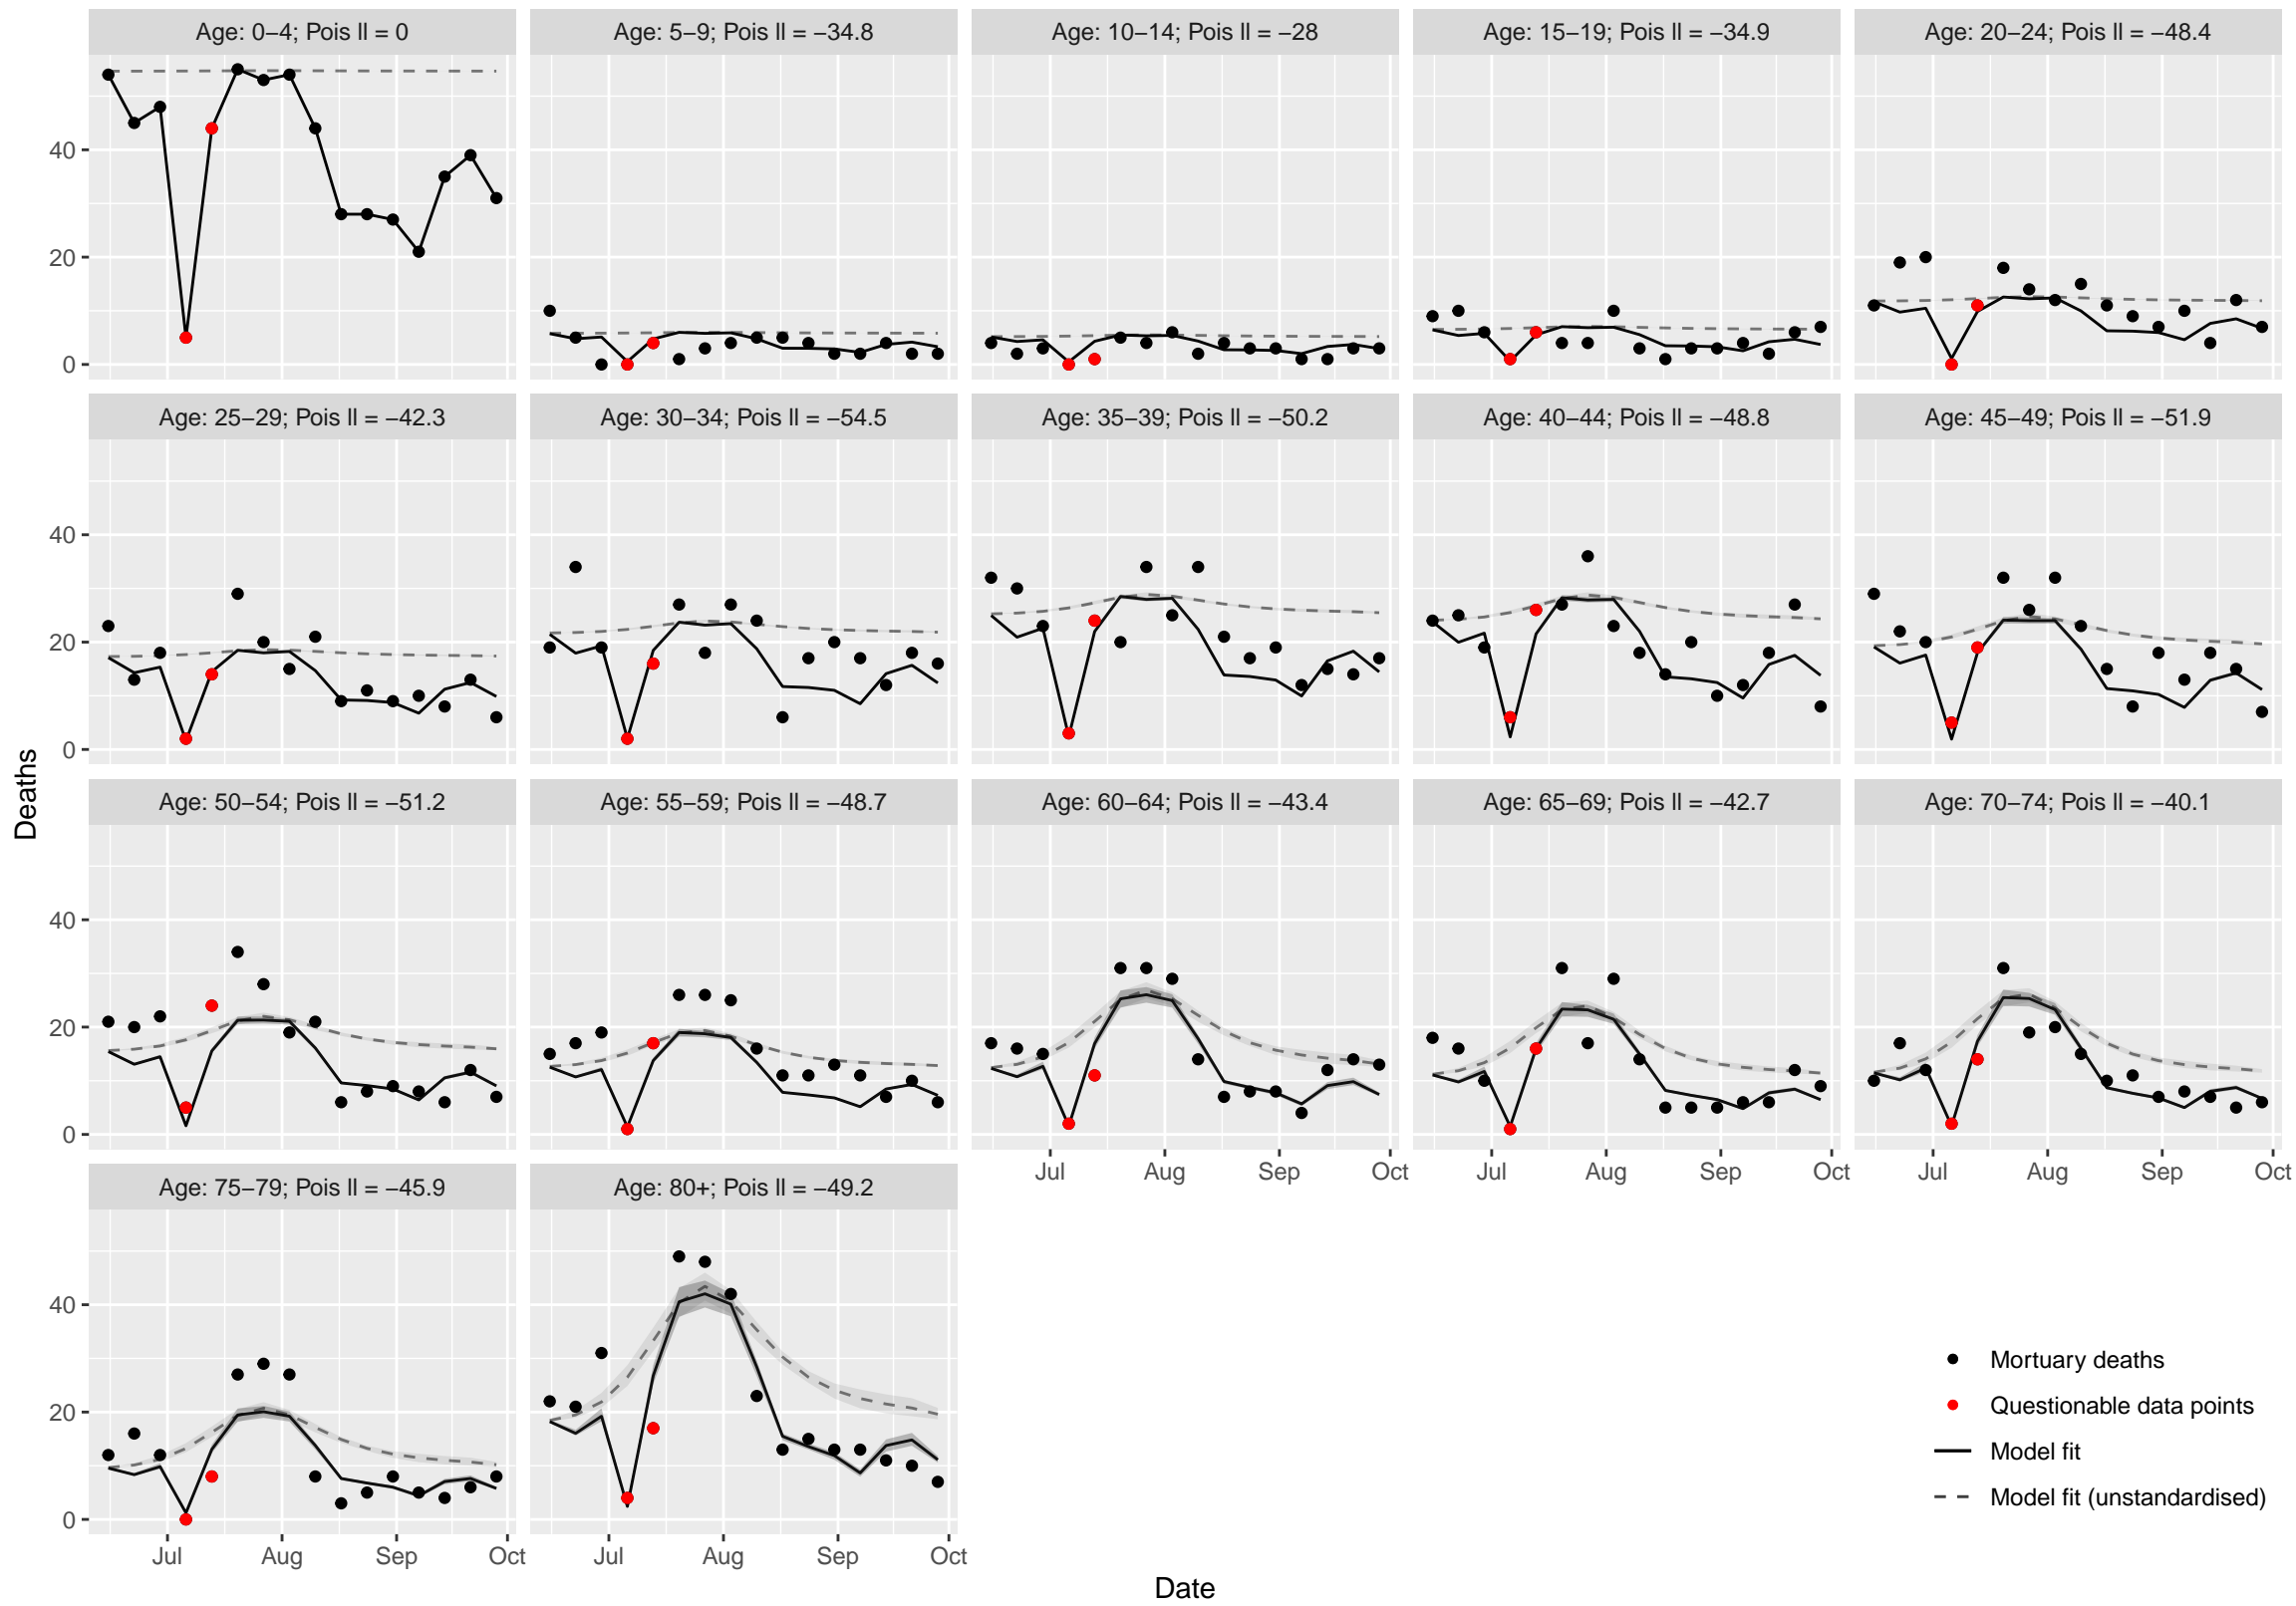 Age: 0−4; Pois ll = 0
Age: 5−9; Pois ll = −34.8
Age: 10−14; Pois ll = −28
Age: 15−19; Pois ll = −34.9
Age: 20−24; Pois ll = −48.4
40
20
0
Age: 25−29; Pois ll = −42.3
Age: 30−34; Pois ll = −54.5
Age: 35−39; Pois ll = −50.2
Age: 40−44; Pois ll = −48.8
Age: 45−49; Pois ll = −51.9
40
20
0
Deaths
Age: 50−54; Pois ll = −51.2
Age: 55−59; Pois ll = −48.7
Age: 60−64; Pois ll = −43.4
Age: 65−69; Pois ll = −42.7
Age: 70−74; Pois ll = −40.1
40
20
0
Jul Aug Sep Oct
Jul Aug Sep Oct
Jul Aug Sep Oct
Age: 75−79; Pois ll = −45.9
Age: 80+; Pois ll = −49.2
40
20
0
Jul Aug Sep Oct
Jul Aug Sep Oct
Mortuary deaths
Questionable data points
Model fit
Model fit (unstandardised)
Date